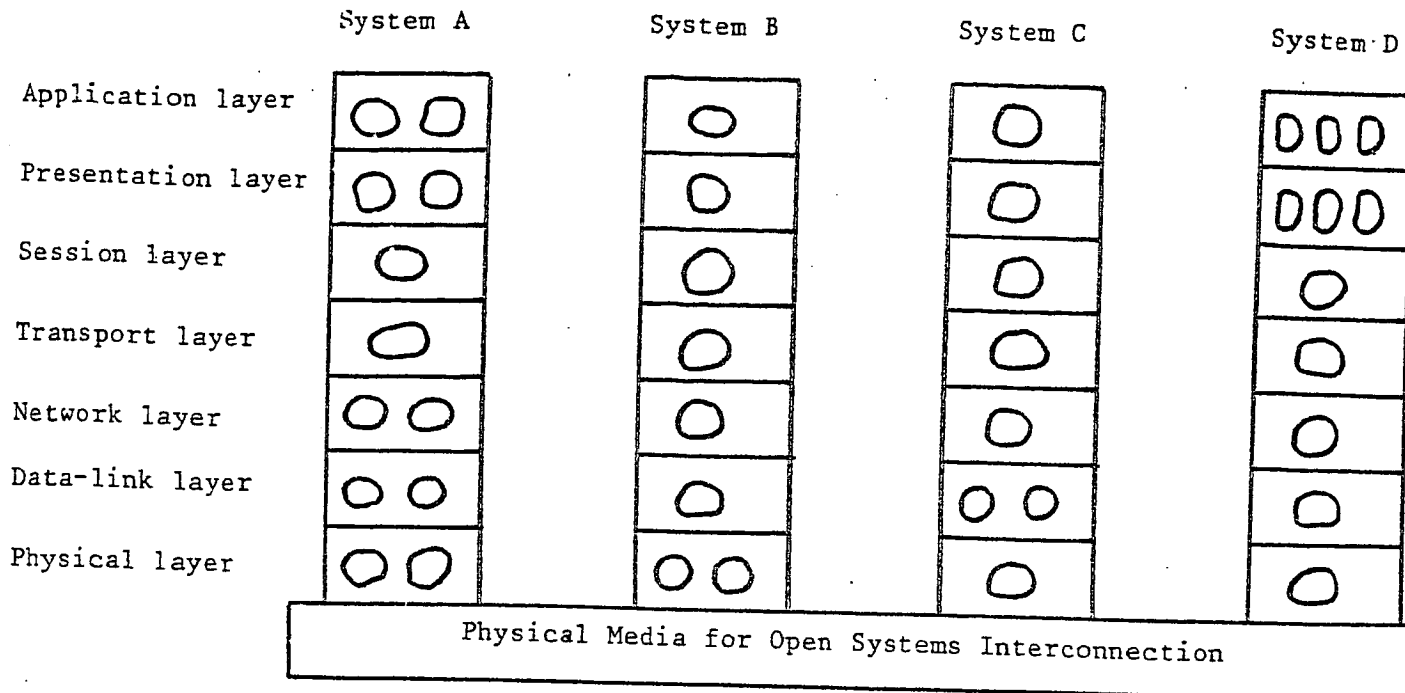 System A
System B
System C
System D
Application layer
Presentation layer
Session layer
Transport layer
Network layer
Data-link layer
Physical layer
Physical Media for Open Systems Interconnection